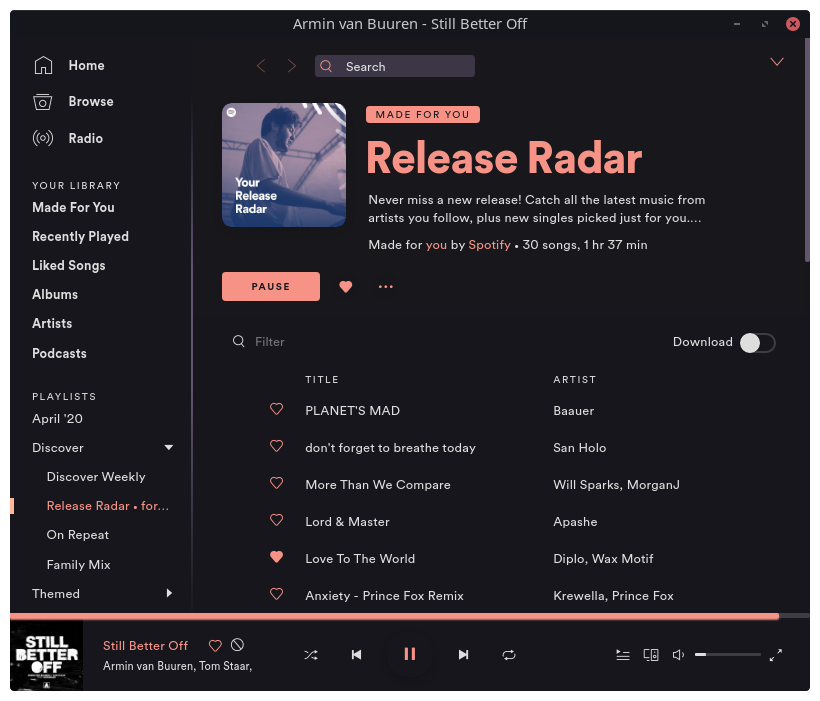 Armin van Buuren - Still Better Off
Home
Browse
Radio
YOUR LIBRARY
Made For You
Recently Played
Liked Songs
Albums
Artists
Podcasts
PLAYLISTS
April '20
Discover
Discover Weekly
Release Radar • for...
On Repeat
Family Mix
Themed
Search
Your
Release
Radar
MADE FOR YOU
Release Radar
Never miss a new release! Catch all the latest music from
artists you follow, plus new singles picked just for you....
Made for you by Spotify • 30 songs, 1 hr 37 min
PAUSE
Filter
Download
TITLE ARTIST
PLANET'S MAD Baauer
don't forget to breathe today San Holo
More Than We Compare Will Sparks, MorganJ
Lord & Master Apashe
Love To The World Diplo, Wax Motif
Anxiety - Prince Fox Remix Krewella, Prince Fox
STILL
BETTER
OFF
Still Better Off
Armin van Buuren, Tom Staar,